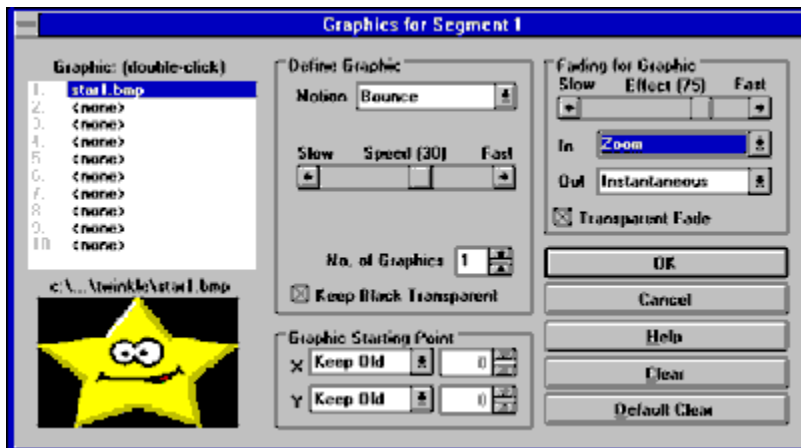 Graphics for Segment 1
Graphic: (double-click)
1. star1.bmp
2. <none>
3. <none>
4. <none>
5. <none>
6. <none>
7. <none>
8. <none>
9. <none>
10. <none>
c:\...\twinkle\star1.bmp
Define Graphic
Motion Bounce
Slow Speed (30) Fast
No. of Graphics 1
Keep Black Transparent
Graphic Starting Point
X Keep Old 0
Y Keep Old 0
Fading for Graphic
Slow Effect (75) Fast
In Zoom
Out Instantaneous
Transparent Fade
OK
Cancel
Help
Clear
Default Clear